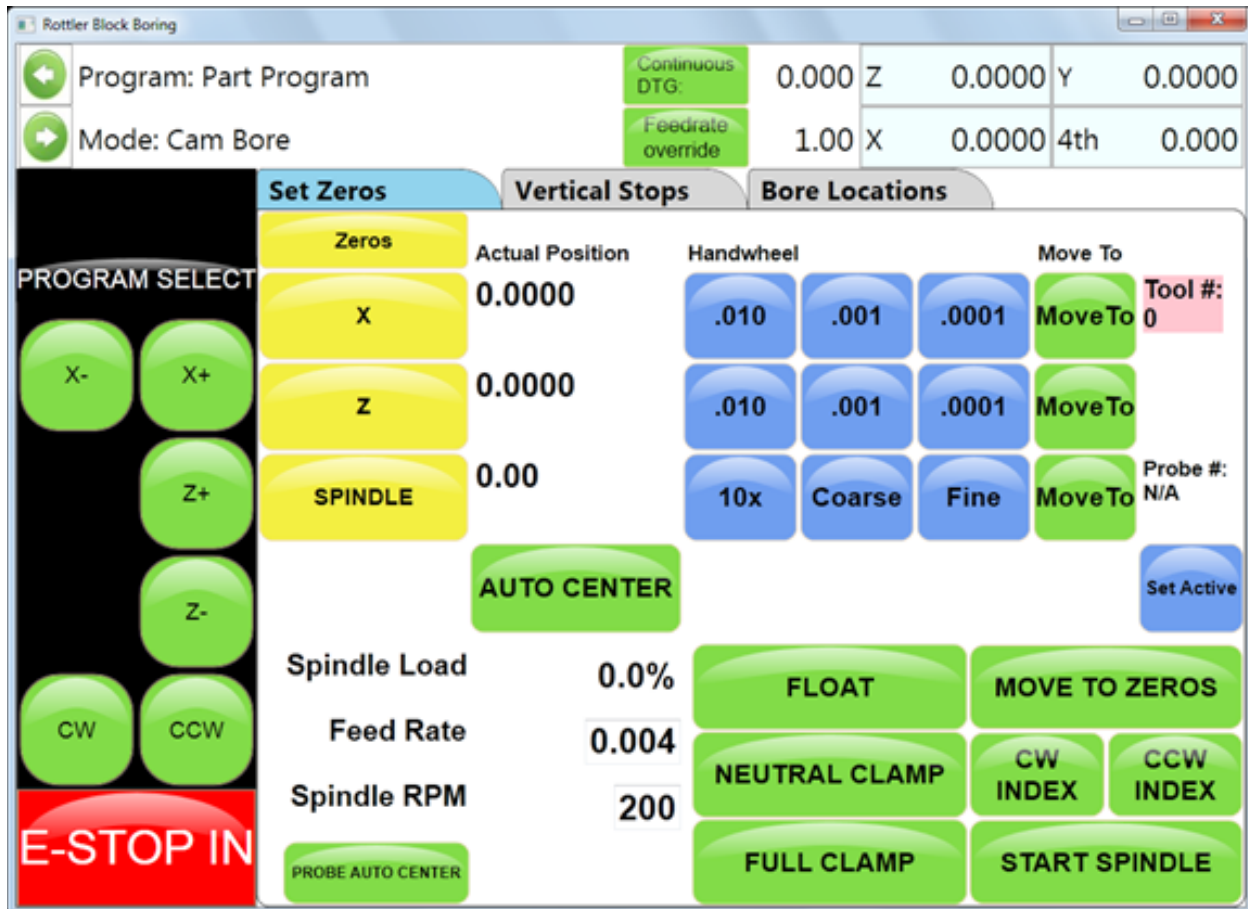 Rottler Block Boring
Program: Part Program
Continuous
DTG:
0.000 Z 0.0000 Y 0.0000
Mode: Cam Bore
Feedrate
override
1.00 X 0.0000 4th 0.000
Set Zeros Vertical Stops Bore Locations
PROGRAM SELECT
X- X+
Z+
Z-
CW CCW
E-STOP IN
Zeros Actual Position Handwheel Move To
X 0.0000 .010 .001 .0001 MoveTo
Tool #:
0
Z 0.0000 .010 .001 .0001 MoveTo
SPINDLE 0.00 10x Coarse Fine MoveTo
Probe #:
N/A
AUTO CENTER
Set Active
Spindle Load 0.0%
Feed Rate 0.004
Spindle RPM 200
PROBE AUTO CENTER
FLOAT MOVE TO ZEROS
NEUTRAL CLAMP
CW
INDEX
CCW
INDEX
FULL CLAMP START SPINDLE